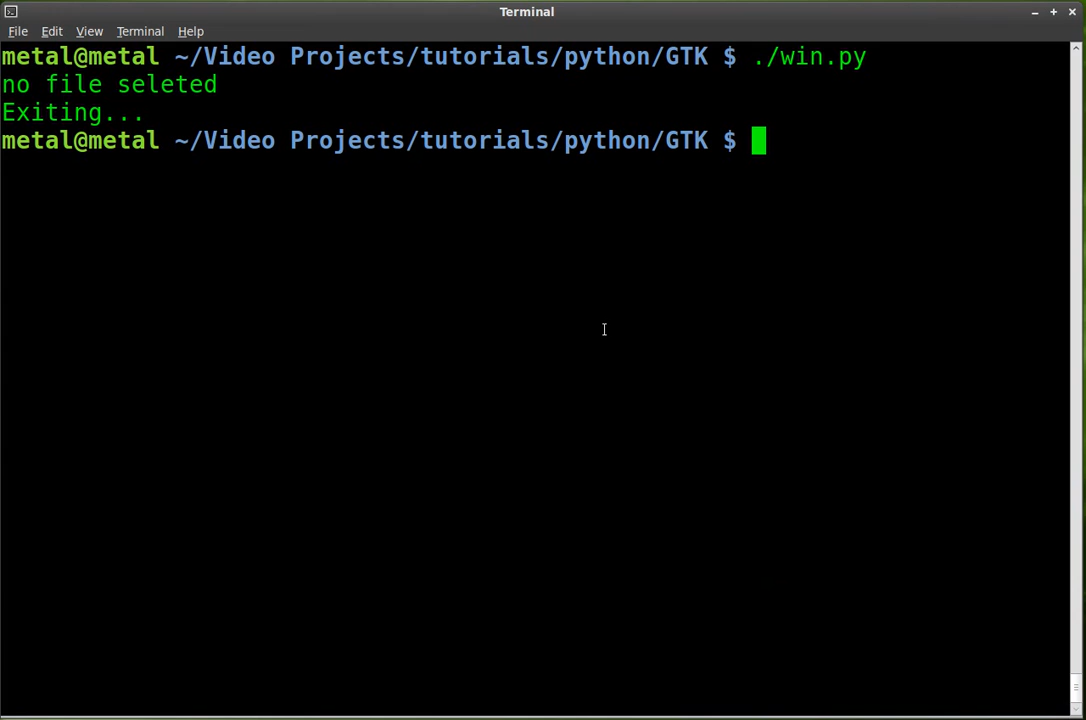 Terminal
File Edit View Terminal Help
metal@metal ~/Video Projects/tutorials/python/GTK $ ./win.py
no file seleted
Exiting...
metal@metal ~/Video Projects/tutorials/python/GTK $